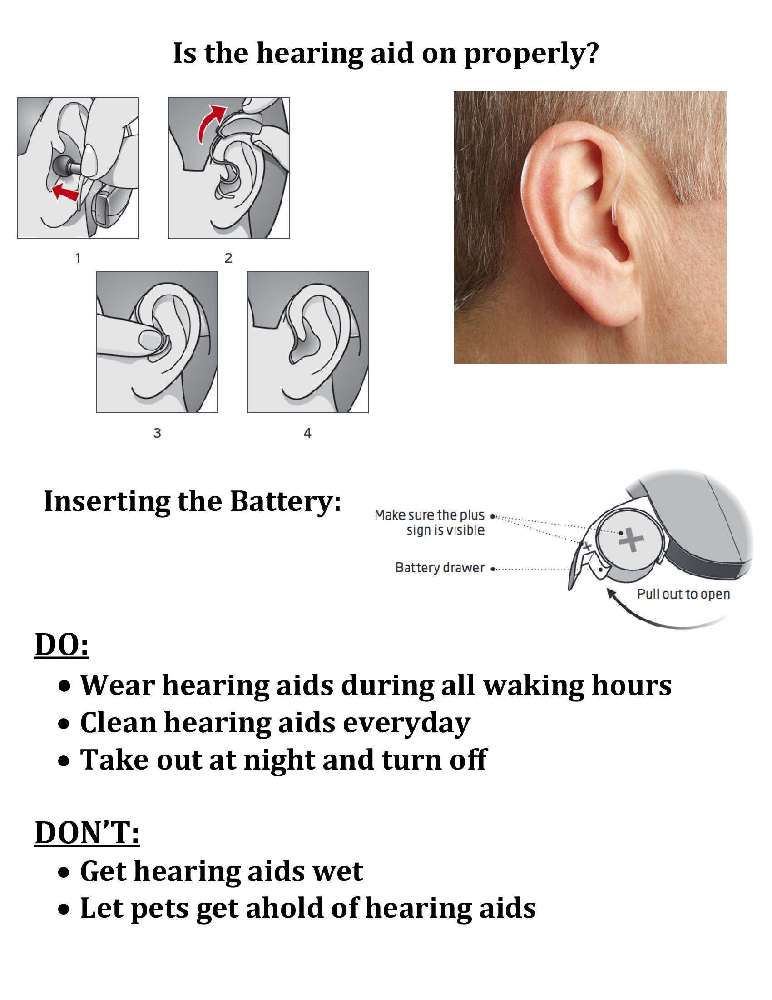 Is the hearing aid on properly?
1
2
3
4
Inserting the Battery:
Make sure the plus
sign is visible
Battery drawer
Pull out to open
DO:
• Wear hearing aids during all waking hours
• Clean hearing aids everyday
• Take out at night and turn off
DON’T:
• Get hearing aids wet
• Let pets get ahold of hearing aids